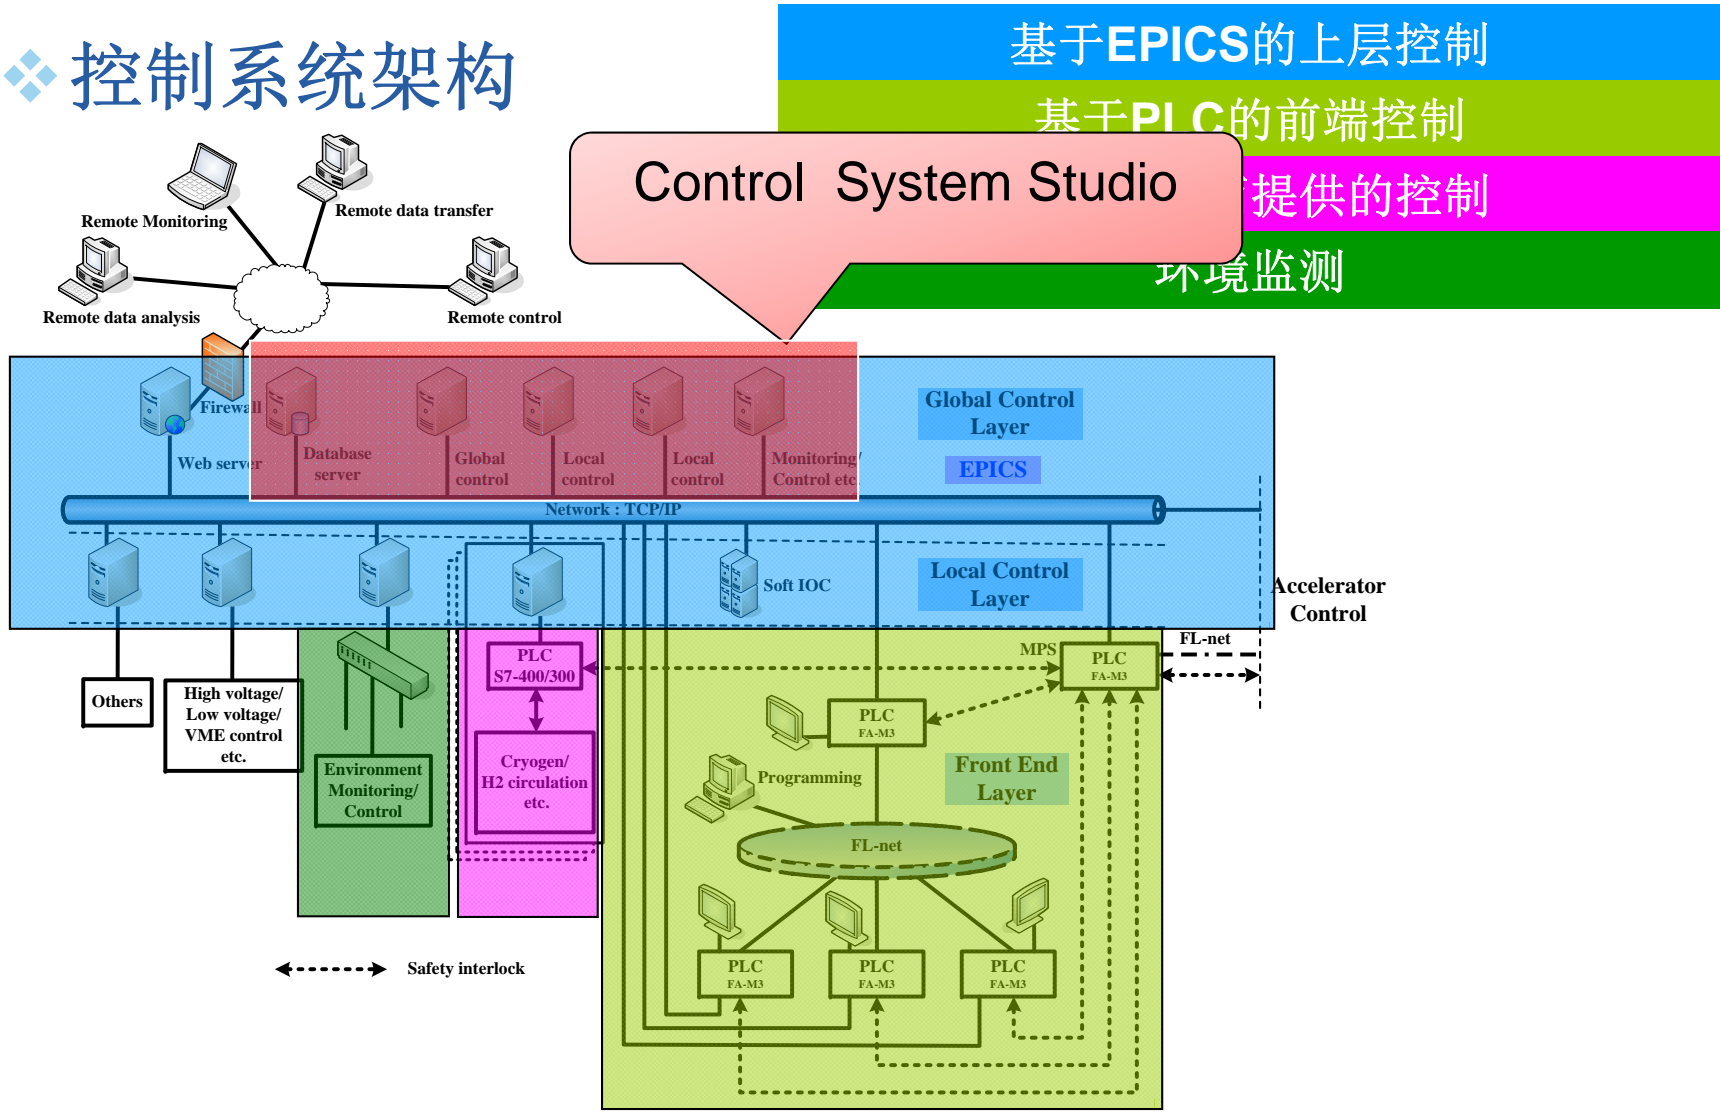 控制系统架构
基于EPICS的上层控制
基于PLC的前端控制
提供的控制
环境监测
Control System Studio
Remote Monitoring
Remote data transfer
Remote data analysis
Remote control
Firewall
Web server
Database
server
Global
control
Local
control
Local
control
Monitoring/
Control etc.
Global Control
Layer
EPICS
Network : TCP/IP
Soft IOC
Local Control
Layer
Accelerator
Control
FL-net
Others
High voltage/
Low voltage/
VME control
etc.
Environment
Monitoring/
Control
PLC
S7-400/300
Cryogen/
H2 circulation
etc.
MPS
PLC
FA-M3
PLC
FA-M3
Programming
Front End
Layer
FL-net
PLC
FA-M3
PLC
FA-M3
PLC
FA-M3
Safety interlock